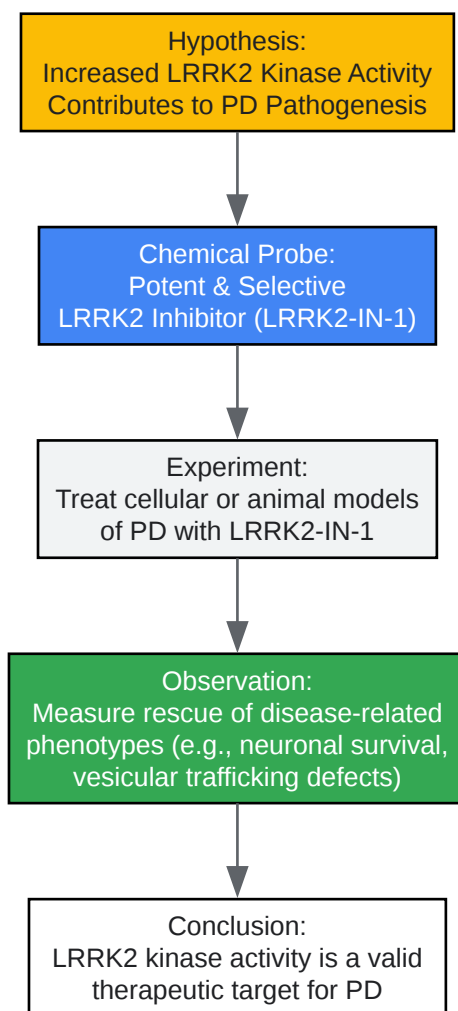 Hypothesis:
Increased LRRK2 Kinase Activity
Contributes to PD Pathogenesis
Chemical Probe:
Potent & Selective
LRRK2 Inhibitor (LRRK2-IN-1)
Experiment:
Treat cellular or animal models
of PD with LRRK2-IN-1
Observation:
Measure rescue of disease-related
phenotypes (e.g., neuronal survival,
vesicular trafficking defects)
Conclusion:
LRRK2 kinase activity is a valid
therapeutic target for PD